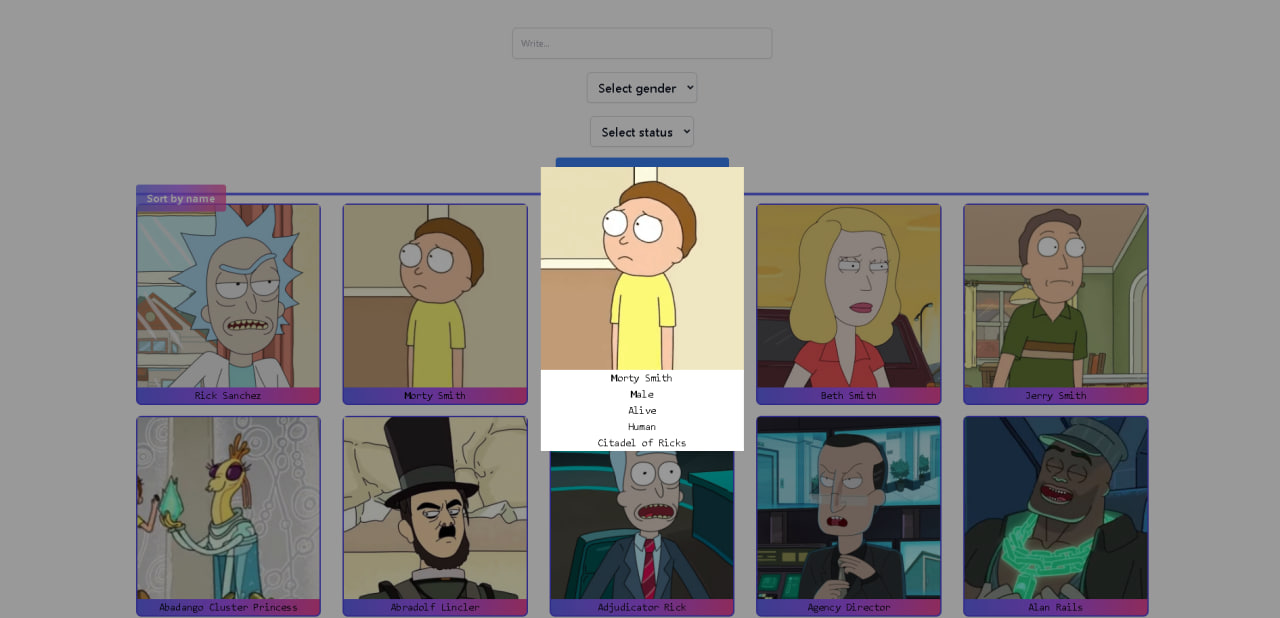 Write...
Select gender
Select status
Sort by name
Morty Smith
Male
Alive
Human
Citadel of Ricks
Rick Sanchez
Morty Smith
Beth Smith
Jerry Smith
Abadango Cluster Princess
Abradolf Lincler
Adjudicator Rick
Agency Director
Alan Rails